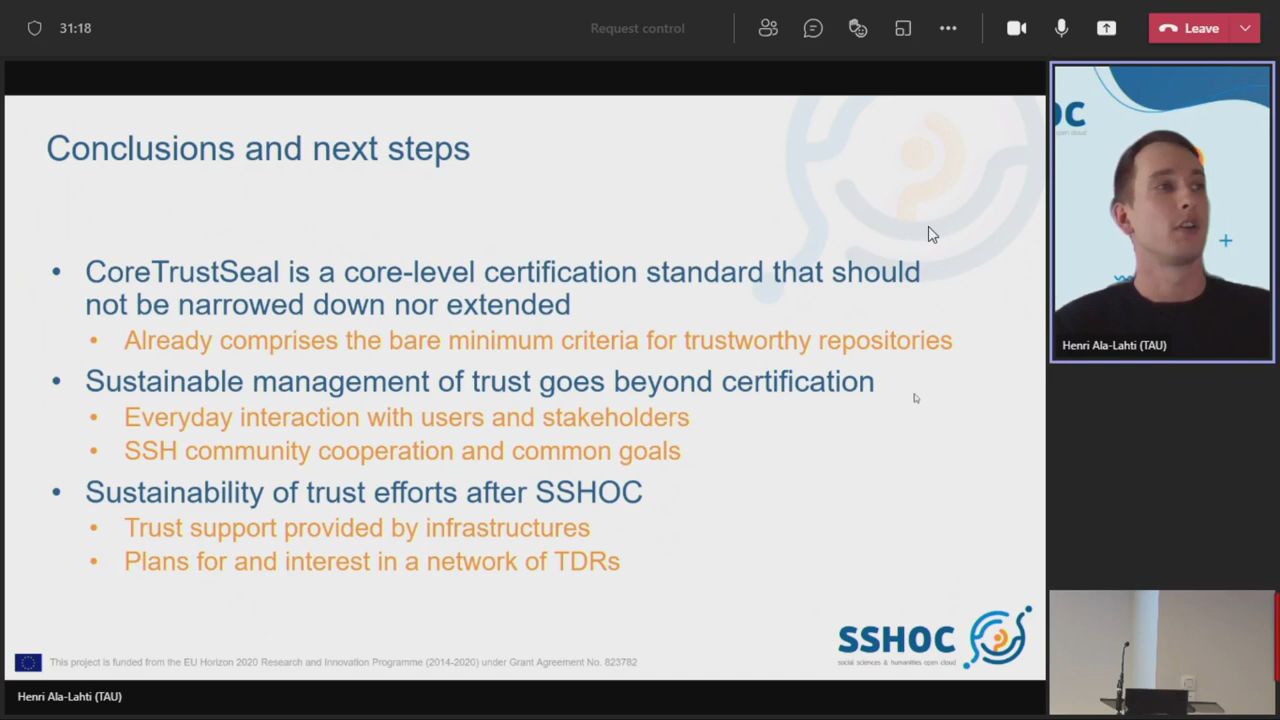 31:18
Request control
Leave
Conclusions and next steps
• CoreTrustSeal is a core-level certification standard that should
not be narrowed down nor extended
• Already comprises the bare minimum criteria for trustworthy repositories
• Sustainable management of trust goes beyond certification
• Everyday interaction with users and stakeholders
• SSH community cooperation and common goals
• Sustainability of trust efforts after SSHOC
• Trust support provided by infrastructures
• Plans for and interest in a network of TDRs
SSHOC
social sciences & humanities open cloud
This project is funded from the EU Horizon 2020 Research and Innovation Programme (2014-2020) under Grant Agreement No. 823782
Henri Ala-Lahti (TAU)
OC
open cloud
Henri Ala-Lahti (TAU)